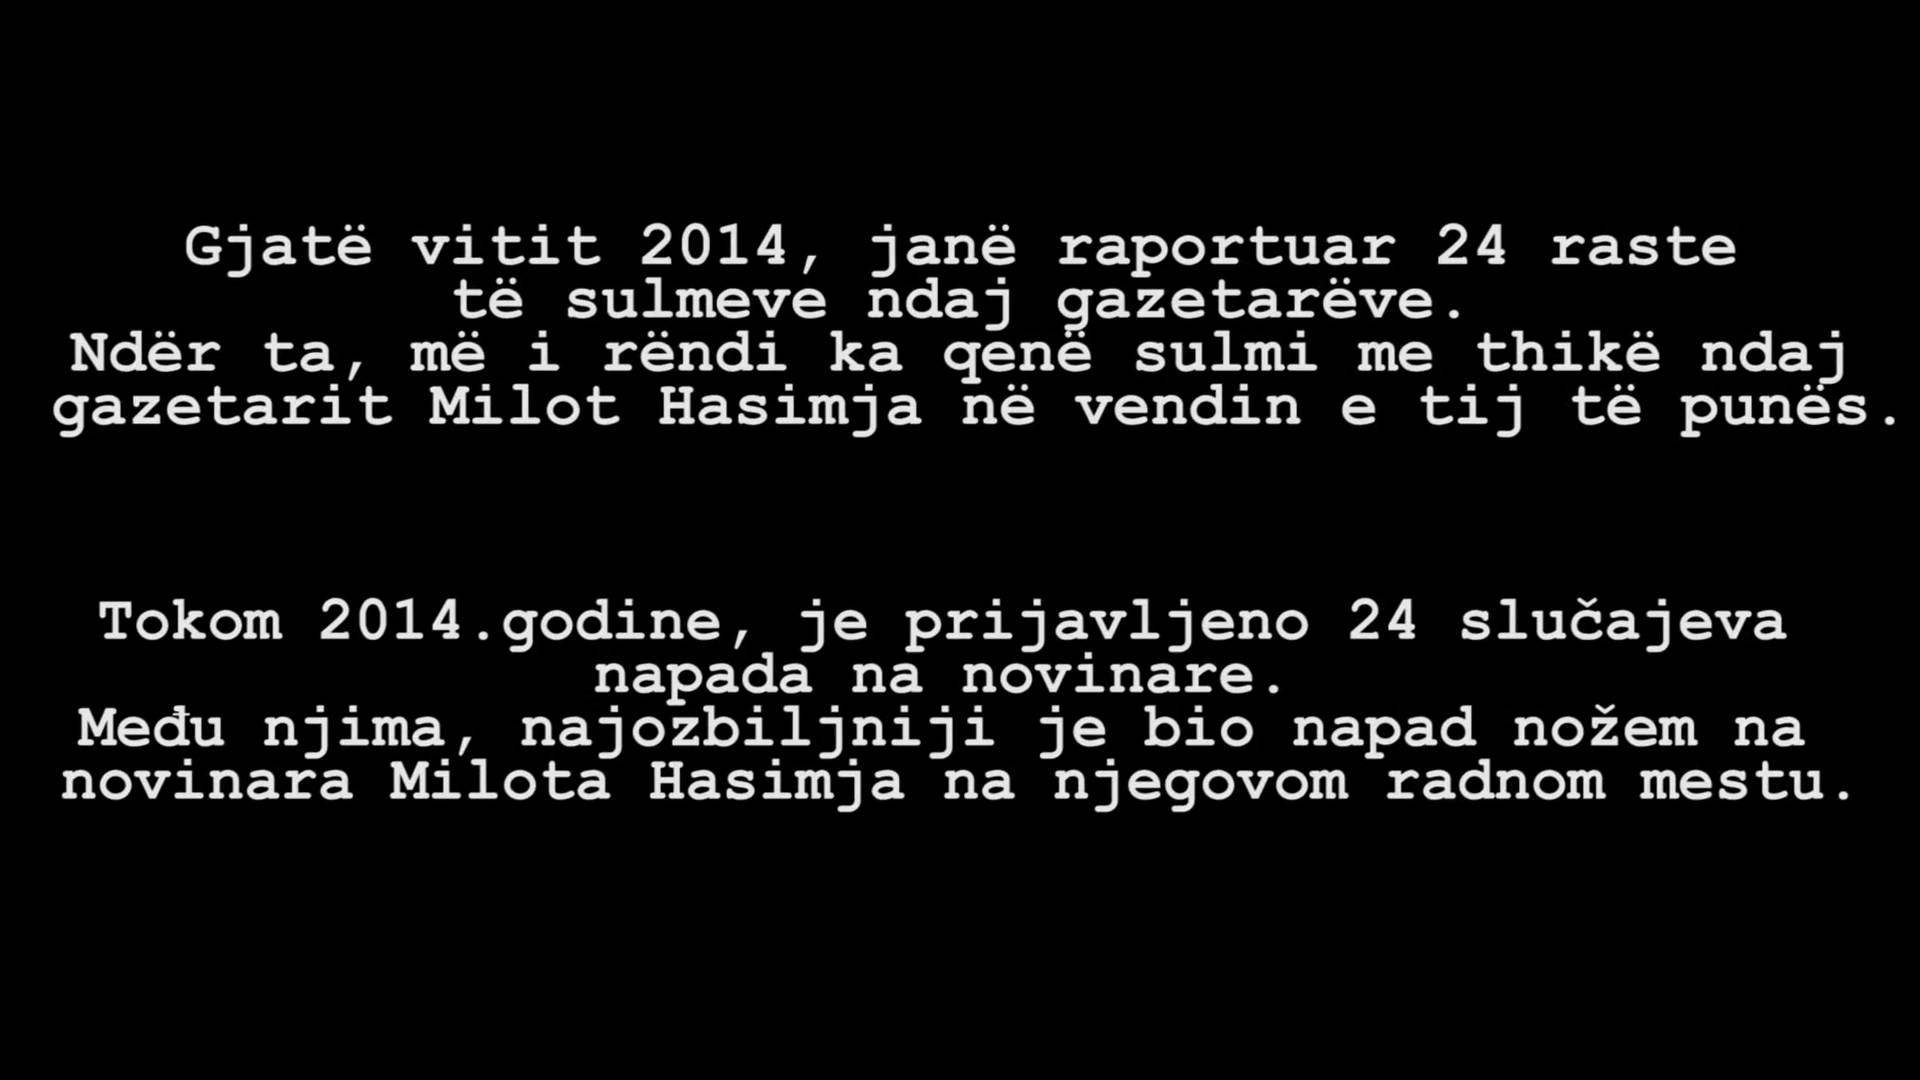 Gjatë vitit 2014, janë raportuar 24 raste
të sulmeve ndaj gazetarëve.
Ndër ta, më i rëndi ka qenë sulmi me thikë ndaj
gazetarit Milot Hasimja në vendin e tij të punës.
Tokom 2014.godine, je prijavljeno 24 slučajeva
napada na novinare.
Među njima, najozbiljniji je bio napad nožem na
novinara Milota Hasimja na njegovom radnom mestu.